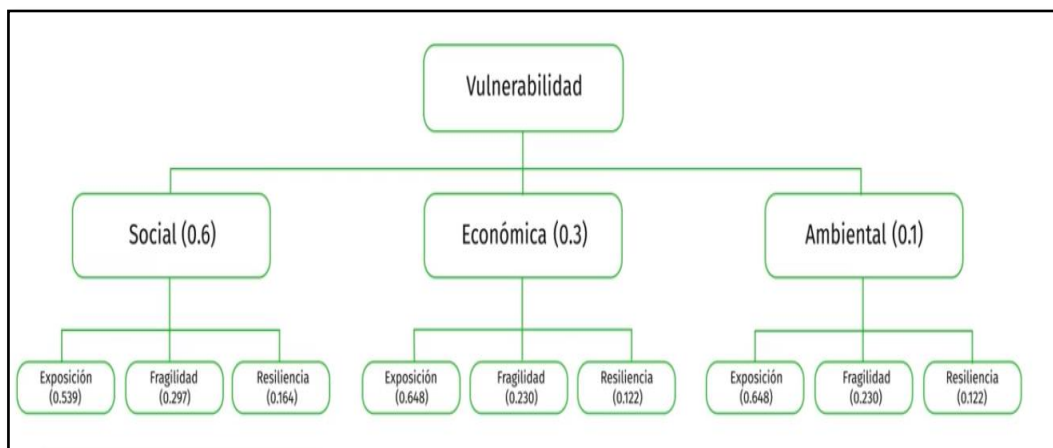 Vulnerabilidad
Social (0.6)
Económica (0.3)
Ambiental (0.1)
Exposición
(0.539)
Fragilidad
(0.297)
Resiliencia
(0.164)
Exposición
(0.648)
Fragilidad
(0.230)
Resiliencia
(0.122)
Exposición
(0.648)
Fragilidad
(0.230)
Resiliencia
(0.122)